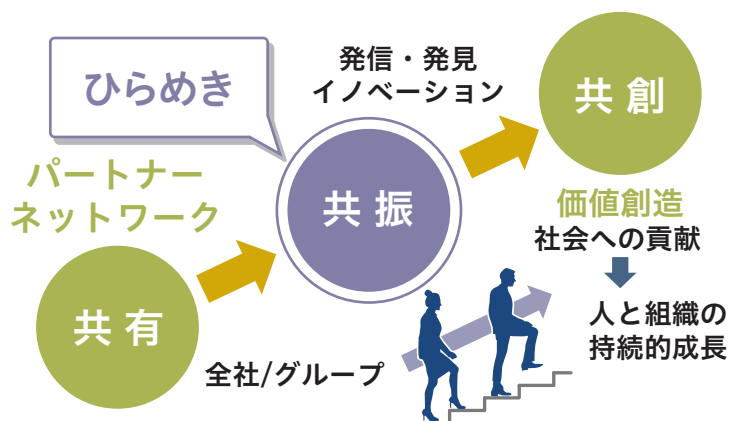 ひらめき
パートナー
ネットワーク
共有
全社/グループ
共振
発信・発見
イノベーション
共創
価値創造
社会への貢献
人と組織の
持続的成長